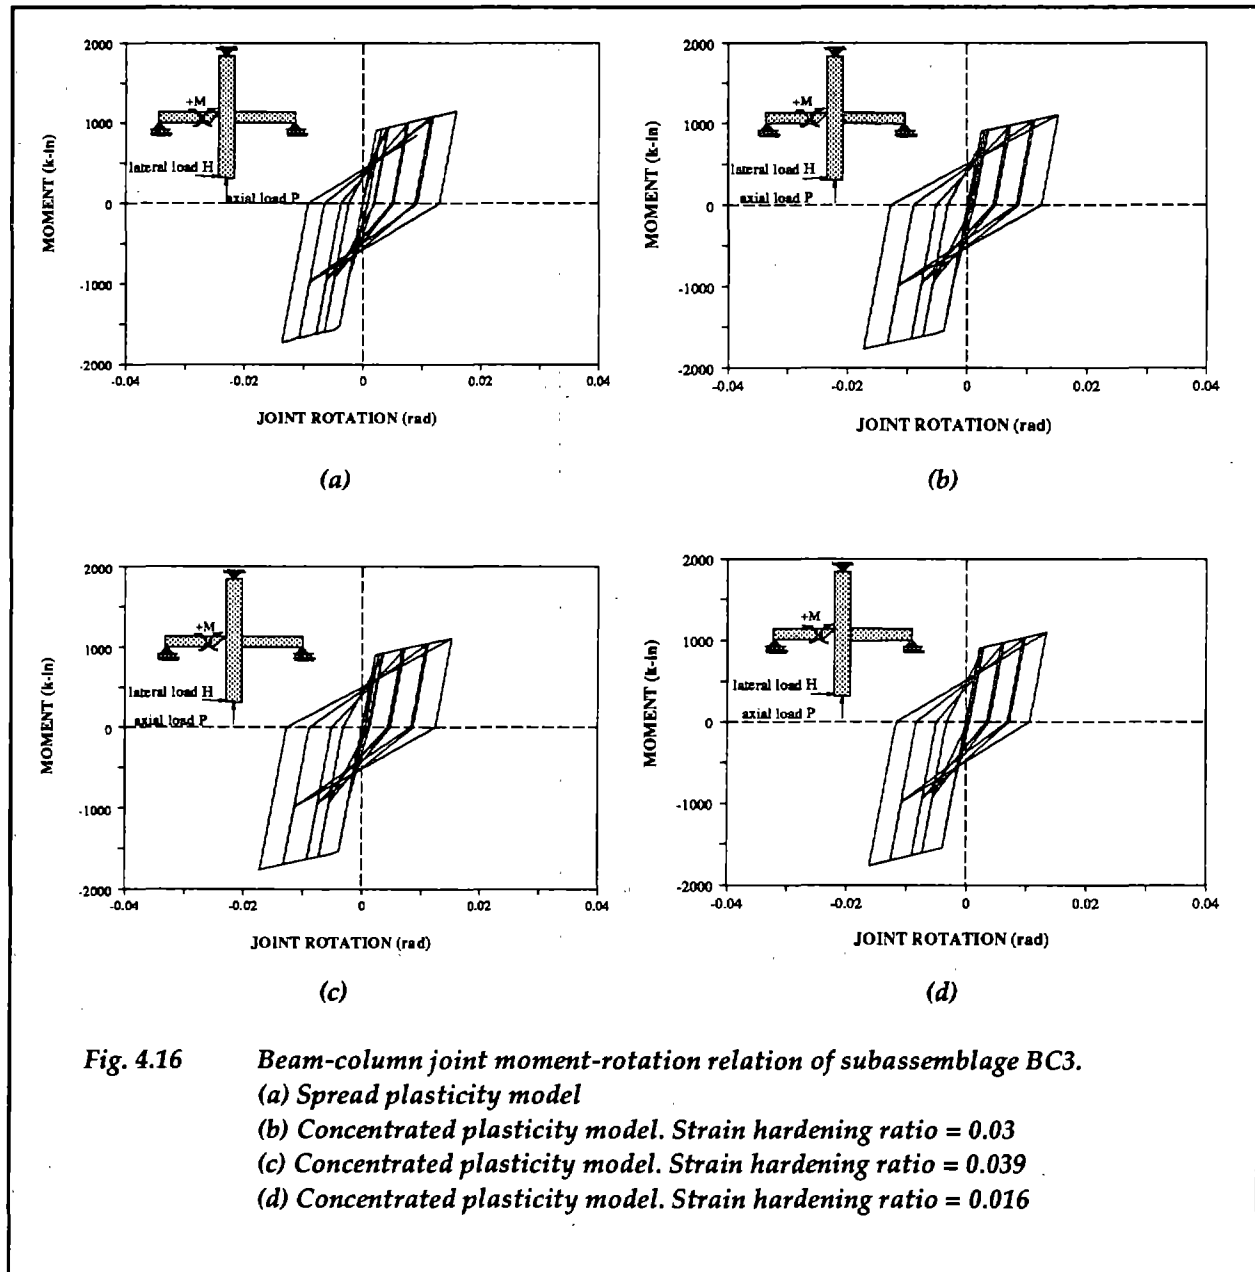 2000
1000
0
-1000
-2000
MOMENT (k-in)
+M
lateral load H
axial load P
-0.04
-0.02
0
0.02
0.04
JOINT ROTATION (rad)
(a)
2000
1000
0
-1000
-2000
MOMENT (k-in)
+M
lateral load H
axial load P
-0.04
-0.02
0
0.02
0.04
JOINT ROTATION (rad)
(b)
2000
1000
0
-1000
-2000
MOMENT (k-in)
+M
lateral load H
axial load P
-0.04
-0.02
0
0.02
0.04
JOINT ROTATION (rad)
(c)
2000
1000
0
-1000
-2000
MOMENT (k-in)
+M
lateral load H
axial load P
-0.04
-0.02
0
0.02
0.04
JOINT ROTATION (rad)
(d)
Fig. 4.16 Beam-column joint moment-rotation relation of subassemblage BC3.
(a) Spread plasticity model
(b) Concentrated plasticity model. Strain hardening ratio = 0.03
(c) Concentrated plasticity model. Strain hardening ratio = 0.039
(d) Concentrated plasticity model. Strain hardening ratio = 0.016